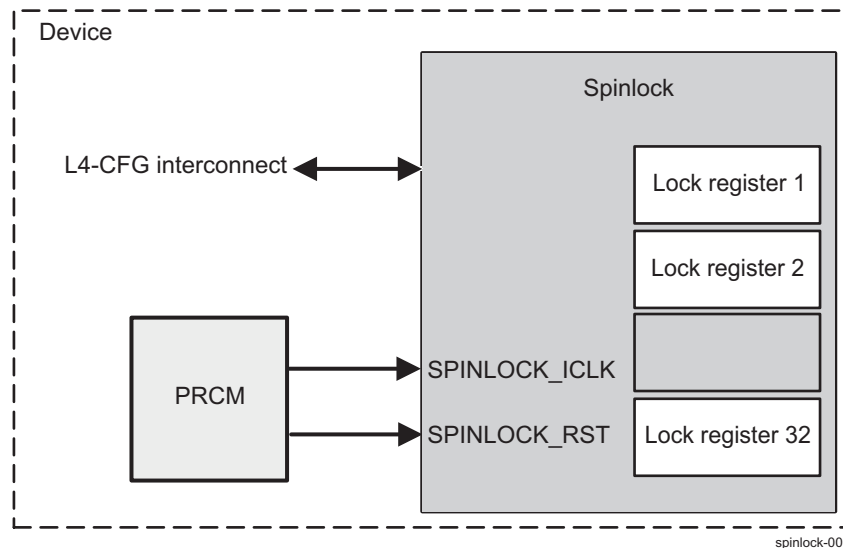 Device
Spinlock
L4-CFG interconnect
Lock register 1
Lock register 2
PRCM
SPINLOCK_ICLK
SPINLOCK_RST
Lock register 32
spinlock-00